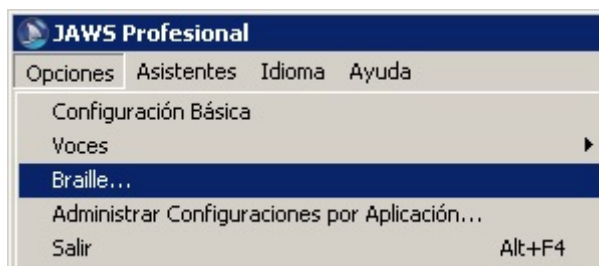 JAWS Profesional
Opciones Asistentes Idioma Ayuda
Configuración Básica
Voces
Braille...
Administrar Configuraciones por Aplicación...
Salir Alt+F4